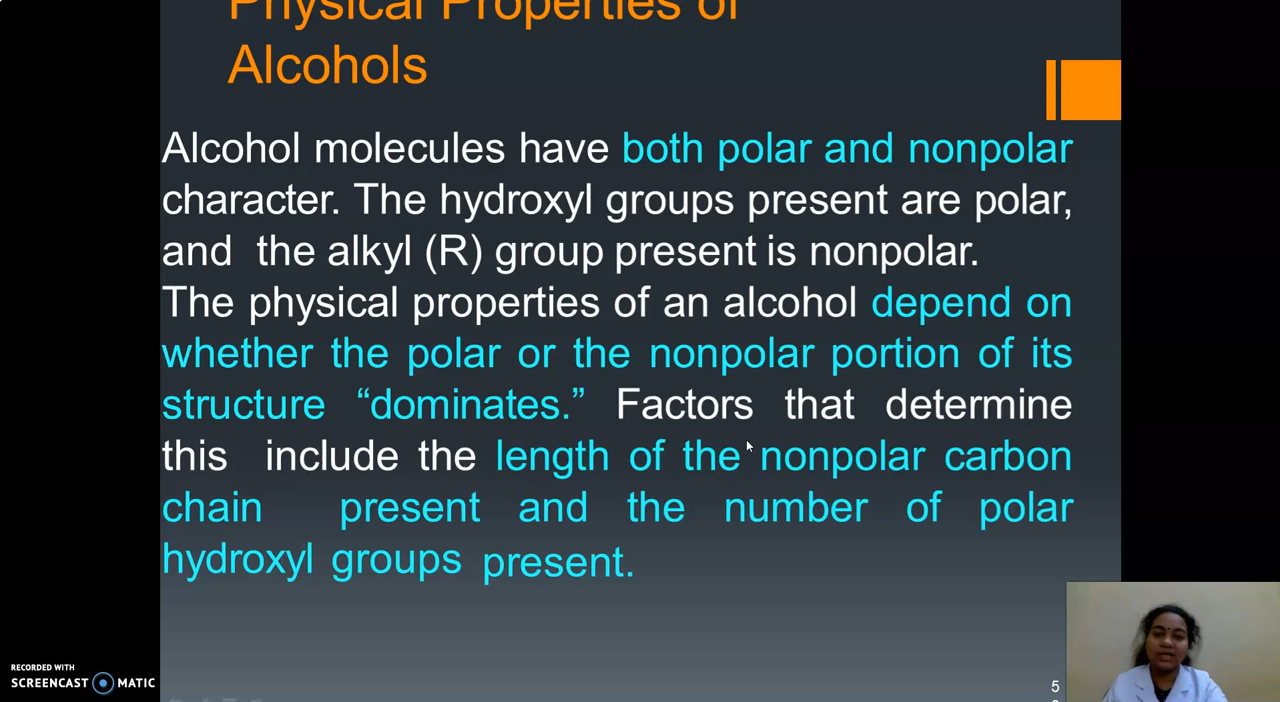 Physical Properties of
Alcohols
Alcohol molecules have both polar and nonpolar
character. The hydroxyl groups present are polar,
and the alkyl (R) group present is nonpolar.
The physical properties of an alcohol depend on
whether the polar or the nonpolar portion of its
structure “dominates.” Factors that determine
this include the length of the nonpolar carbon
chain present and the number of polar
hydroxyl groups present.
RECORDED WITH
SCREENCAST MATIC
5